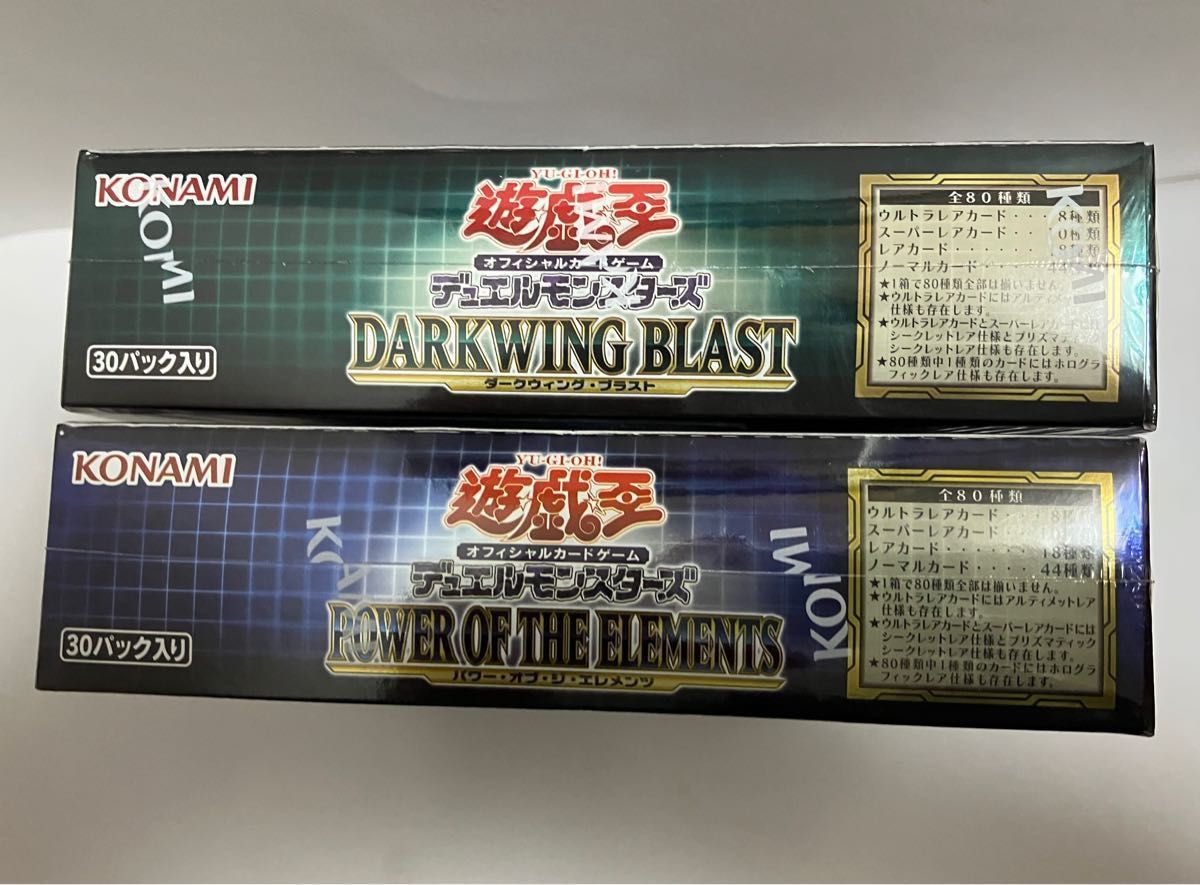 KONAMI
KONAMI
YU-GI-OH!
遊戯王
オフィシャルカードゲーム
デュエルモンスターズ
DARKWING BLAST
ダークウィング・ブラスト
30パック入り
全80種類
ウルトラレアカード・・・ 8種類
スーパーレアカード・・ 0種類
レアカード・・・・・・ 8種類
ノーマルカード・・・・ 44
★1箱で80種類全部は揃いません。
★ウルトラレアカードにはアルティメッ
仕様も存在します。
★ウルトラレアカードとスーパーレアカードには
シークレットレア仕様とプリズマティ
シークレットレア仕様も存在します。
★80種類中1種類のカードにはホログラ
フィックレア仕様も存在します。
KONAMI
YU-GI-OH!
遊戯王
オフィシャルカードゲーム
デュエルモンスターズ
POWER OF THE ELEMENTS
パワー・オブ・ジ・エレメンツ
30パック入り
KONAMI
全80種類
ウルトラレアカード・・・ 8種
スーパーレアカード・・
レアカード・・・・・・ 18種類
ノーマルカード・・・・ 44種類
★1箱で80種類全部は揃いません。
★ウルトラレアカードにはアルティメットレア
仕様も存在します。
★ウルトラレアカードとスーパーレアカードには
シークレットレア仕様とプリズマティック
シークレットレア仕様も存在します。
★80種類中1種類のカードにはホログラ
フィックレア仕様も存在します。